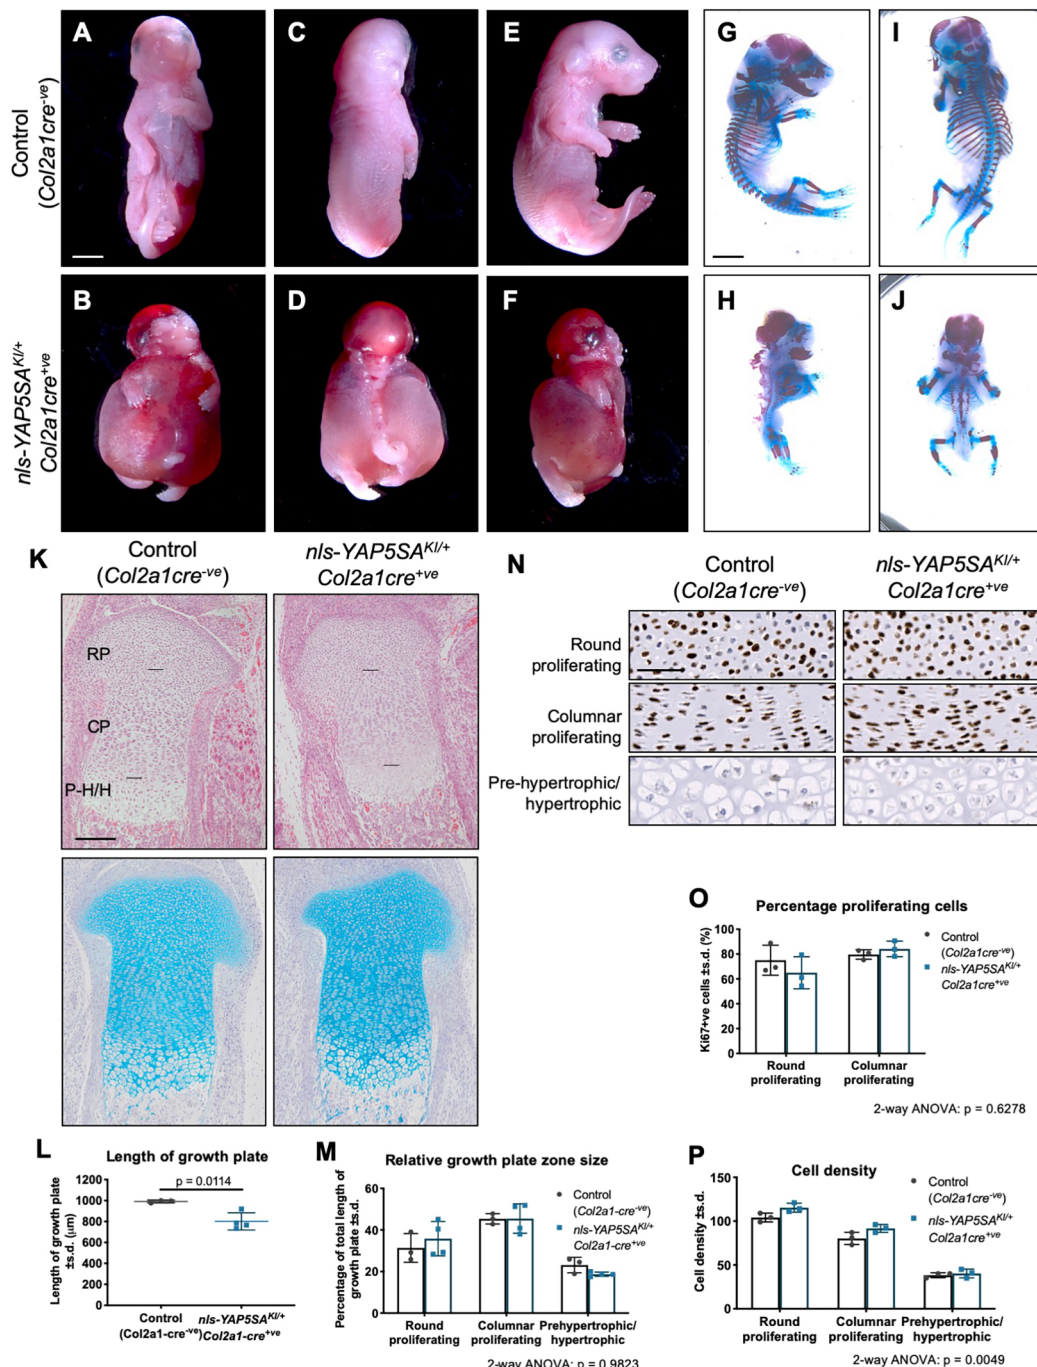 A
C
E
G
I
Control
(Col2a1cre-ve)
B
D
F
H
J
nls-YAP5SAKI/+
Col2a1cre+ve
K
Control
(Col2a1cre-ve)
nls-YAP5SAKI/+
Col2a1cre+ve
RP
CP
P-H/H
N
Control
(Col2a1cre-ve)
nls-YAP5SAKI/+
Col2a1cre+ve
Round
proliferating
Columnar
proliferating
Pre-hypertrophic/
hypertrophic
O
Percentage proliferating cells
Ki67+ve cells ±s.d. (%)
100
80
60
40
20
0
Round
proliferating
Columnar
proliferating
Control
(Col2a1cre-ve)
nls-YAP5SAKI/+
Col2a1cre+ve
2-way ANOVA: p = 0.6278
L
Length of growth plate
p = 0.0114
Length of growth plate
±s.d. (µm)
1200
1000
800
600
400
200
0
Control
(Col2a1-cre-ve)
nls-YAP5SAKI/+
Col2a1-cre+ve
M
Relative growth plate zone size
Percentage of total length of
growth plate ±s.d.
60
40
20
0
Control
(Col2a1-cre-ve)
nls-YAP5SAKI/+
Col2a1-cre+ve
Round
proliferating
Columnar
proliferating
Prehypertrophic/
hypertrophic
2-way ANOVA: p = 0.9823
P
Cell density
Cell density ±s.d.
150
100
50
0
Control
(Col2a1cre-ve)
nls-YAP5SAKI/+
Col2a1cre+ve
Round
proliferating
Columnar
proliferating
Prehypertrophic/
hypertrophic
2-way ANOVA: p = 0.0049